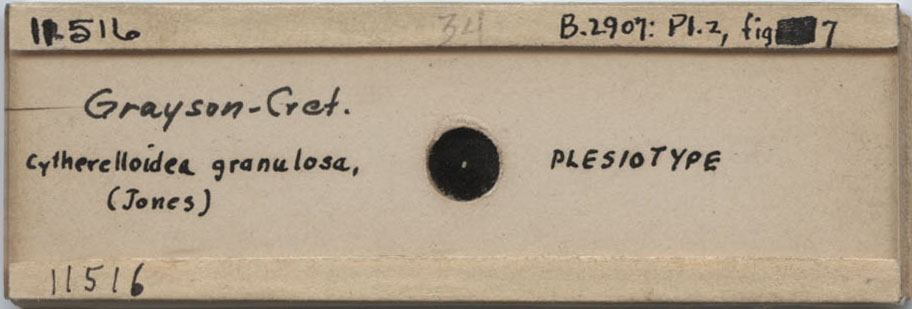 11516
34
B.2907: Pl.2, fig 7
Grayson-Cret.
Cytherelloidea granulosa,
(Jones)
PLESIOTYPE
11516